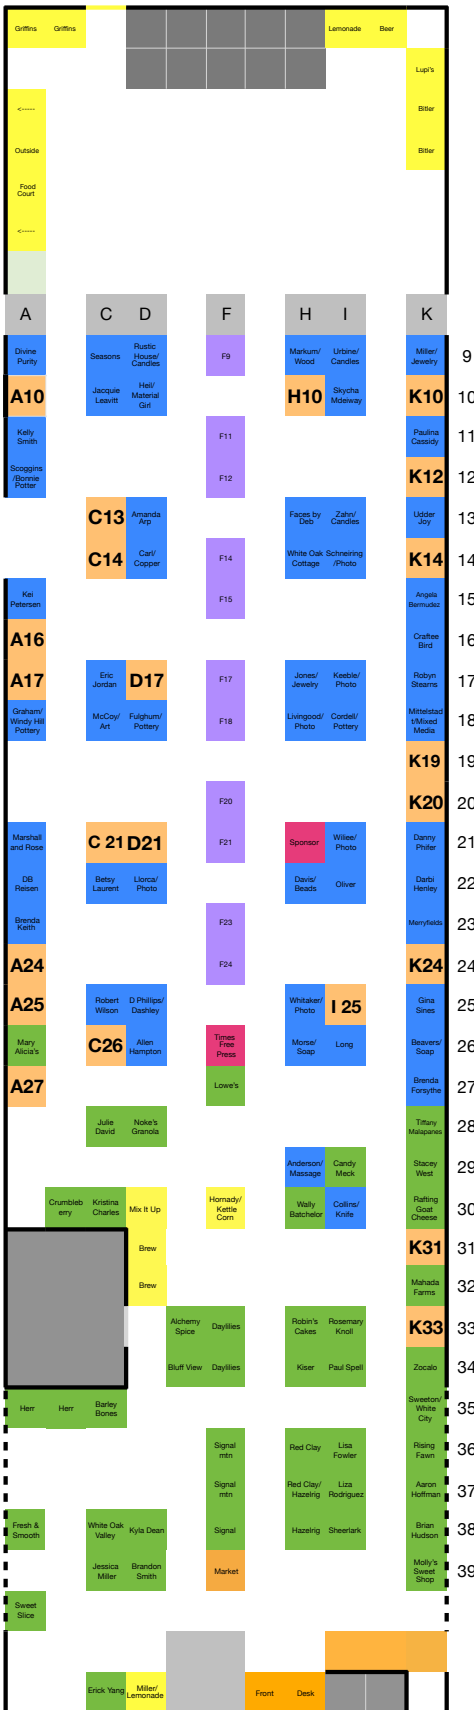 Griffins Griffins Lemonade Beer
Lupi's
<----- Bitler
Outside Bitler
Food
Court
<-----
A C D F H I K
Divine
Purity
Seasons
Rustic
House/
Candles
F9
Markum/
Wood
Urbine/
Candles
Miller/
Jewelry
9
A10
Jacquie
Leavitt
Heil/
Material
Girl
H10
Skycha
Mdeiway
K10
10
Kelly
Smith
F11
Paulina
Cassidy
11
Scoggins
/Bonnie
Potter
F12
K12
12
C13
Amanda
Arp
Faces by
Deb
Zahn/
Candles
Udder
Joy
13
C14
Carl/
Copper
F14
White Oak
Cottage
Schneiring
/Photo
K14
14
Kei
Petersen
F15
Angela
Bermudez
15
A16
Craftee
Bird
16
A17
Eric
Jordan
D17
F17
Jones/
Jewelry
Keeble/
Photo
Robyn
Stearns
17
Graham/
Windy Hill
Pottery
McCoy/
Art
Fulghum/
Pottery
F18
Livingood/
Photo
Cordell/
Pottery
Mittelstad
t/Mixed
Media
18
K19
19
F20
K20
20
Marshall
and Rose
C 21
D21
F21
Sponsor
Wiliee/
Photo
Danny
Phifer
21
DB
Reisen
Betsy
Laurent
Llorca/
Photo
Davis/
Beads
Oliver
Darbi
Henley
22
Brenda
Keith
F23
Merryfields
23
A24
F24
K24
24
A25
Robert
Wilson
D Phillips/
Dashley
Whitaker/
Photo
I 25
Gina
Sines
25
Mary
Alicia's
C26
Allen
Hampton
Times
Free
Press
Morse/
Soap
Long
Beavers/
Soap
26
A27
Lowe's
Brenda
Forsythe
27
Julie
David
Noke's
Granola
Tiffany
Malapanes
28
Anderson/
Massage
Candy
Meck
Stacey
West
29
Crumbleb
erry
Kristina
Charles
Mix It Up
Hornady/
Kettle
Corn
Wally
Batchelor
Collins/
Knife
Rafting
Goat
Cheese
30
Brew
K31
31
Brew
Mahada
Farms
32
Alchemy
Spice
Daylilies
Robin's
Cakes
Rosemary
Knoll
K33
33
Bluff View
Daylilies
Kiser
Paul Spell
Zocalo
34
Herr
Herr
Barley
Bones
Sweeton/
White
City
35
Signal
mtn
Red Clay
Lisa
Fowler
Rising
Fawn
36
Signal
mtn
Red Clay/
Hazelrig
Liza
Rodriguez
Aaron
Hoffman
37
Fresh &
Smooth
White Oak
Valley
Kyla Dean
Signal
Hazelrig
Sheerlark
Brian
Hudson
38
Jessica
Miller
Brandon
Smith
Market
Molly's
Sweet
Shop
39
Sweet
Slice
Erick Yang
Miller/
Lemonade
Front
Desk